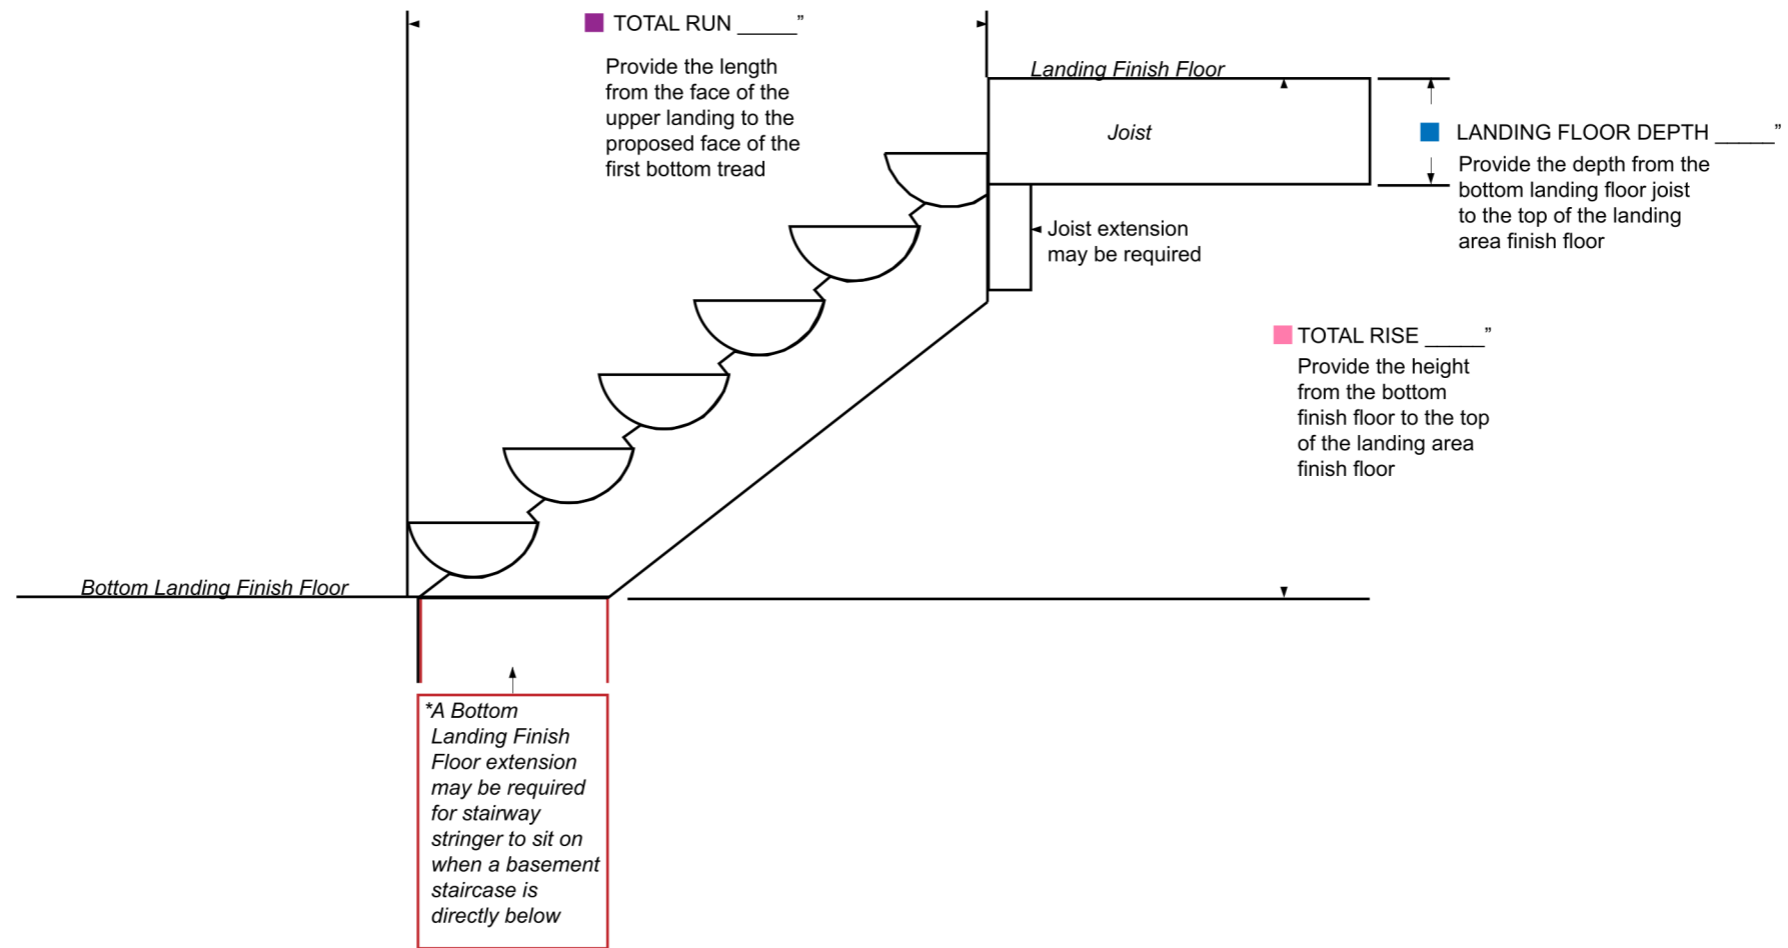 TOTAL RUN _____”
Provide the length
from the face of the
upper landing to the
proposed face of the
first bottom tread
Landing Finish Floor
Joist
LANDING FLOOR DEPTH _____”
Provide the depth from the
bottom landing floor joist
to the top of the landing
area finish floor
Joist extension
may be required
TOTAL RISE _____”
Provide the height
from the bottom
finish floor to the top
of the landing area
finish floor
Bottom Landing Finish Floor
*A Bottom
Landing Finish
Floor extension
may be required
for stairway
stringer to sit on
when a basement
staircase is
directly below